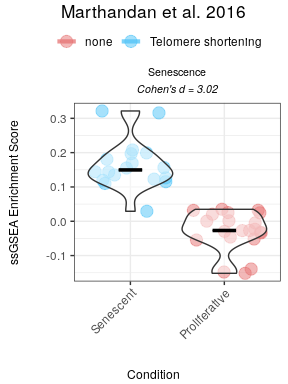 Marthandan et al. 2016
none
Telomere shortening
Senescence
Cohen's d = 3.02
ssGSEA Enrichment Score
0.3
0.2
0.1
0.0
-0.1
Senescent
Proliferative
Condition